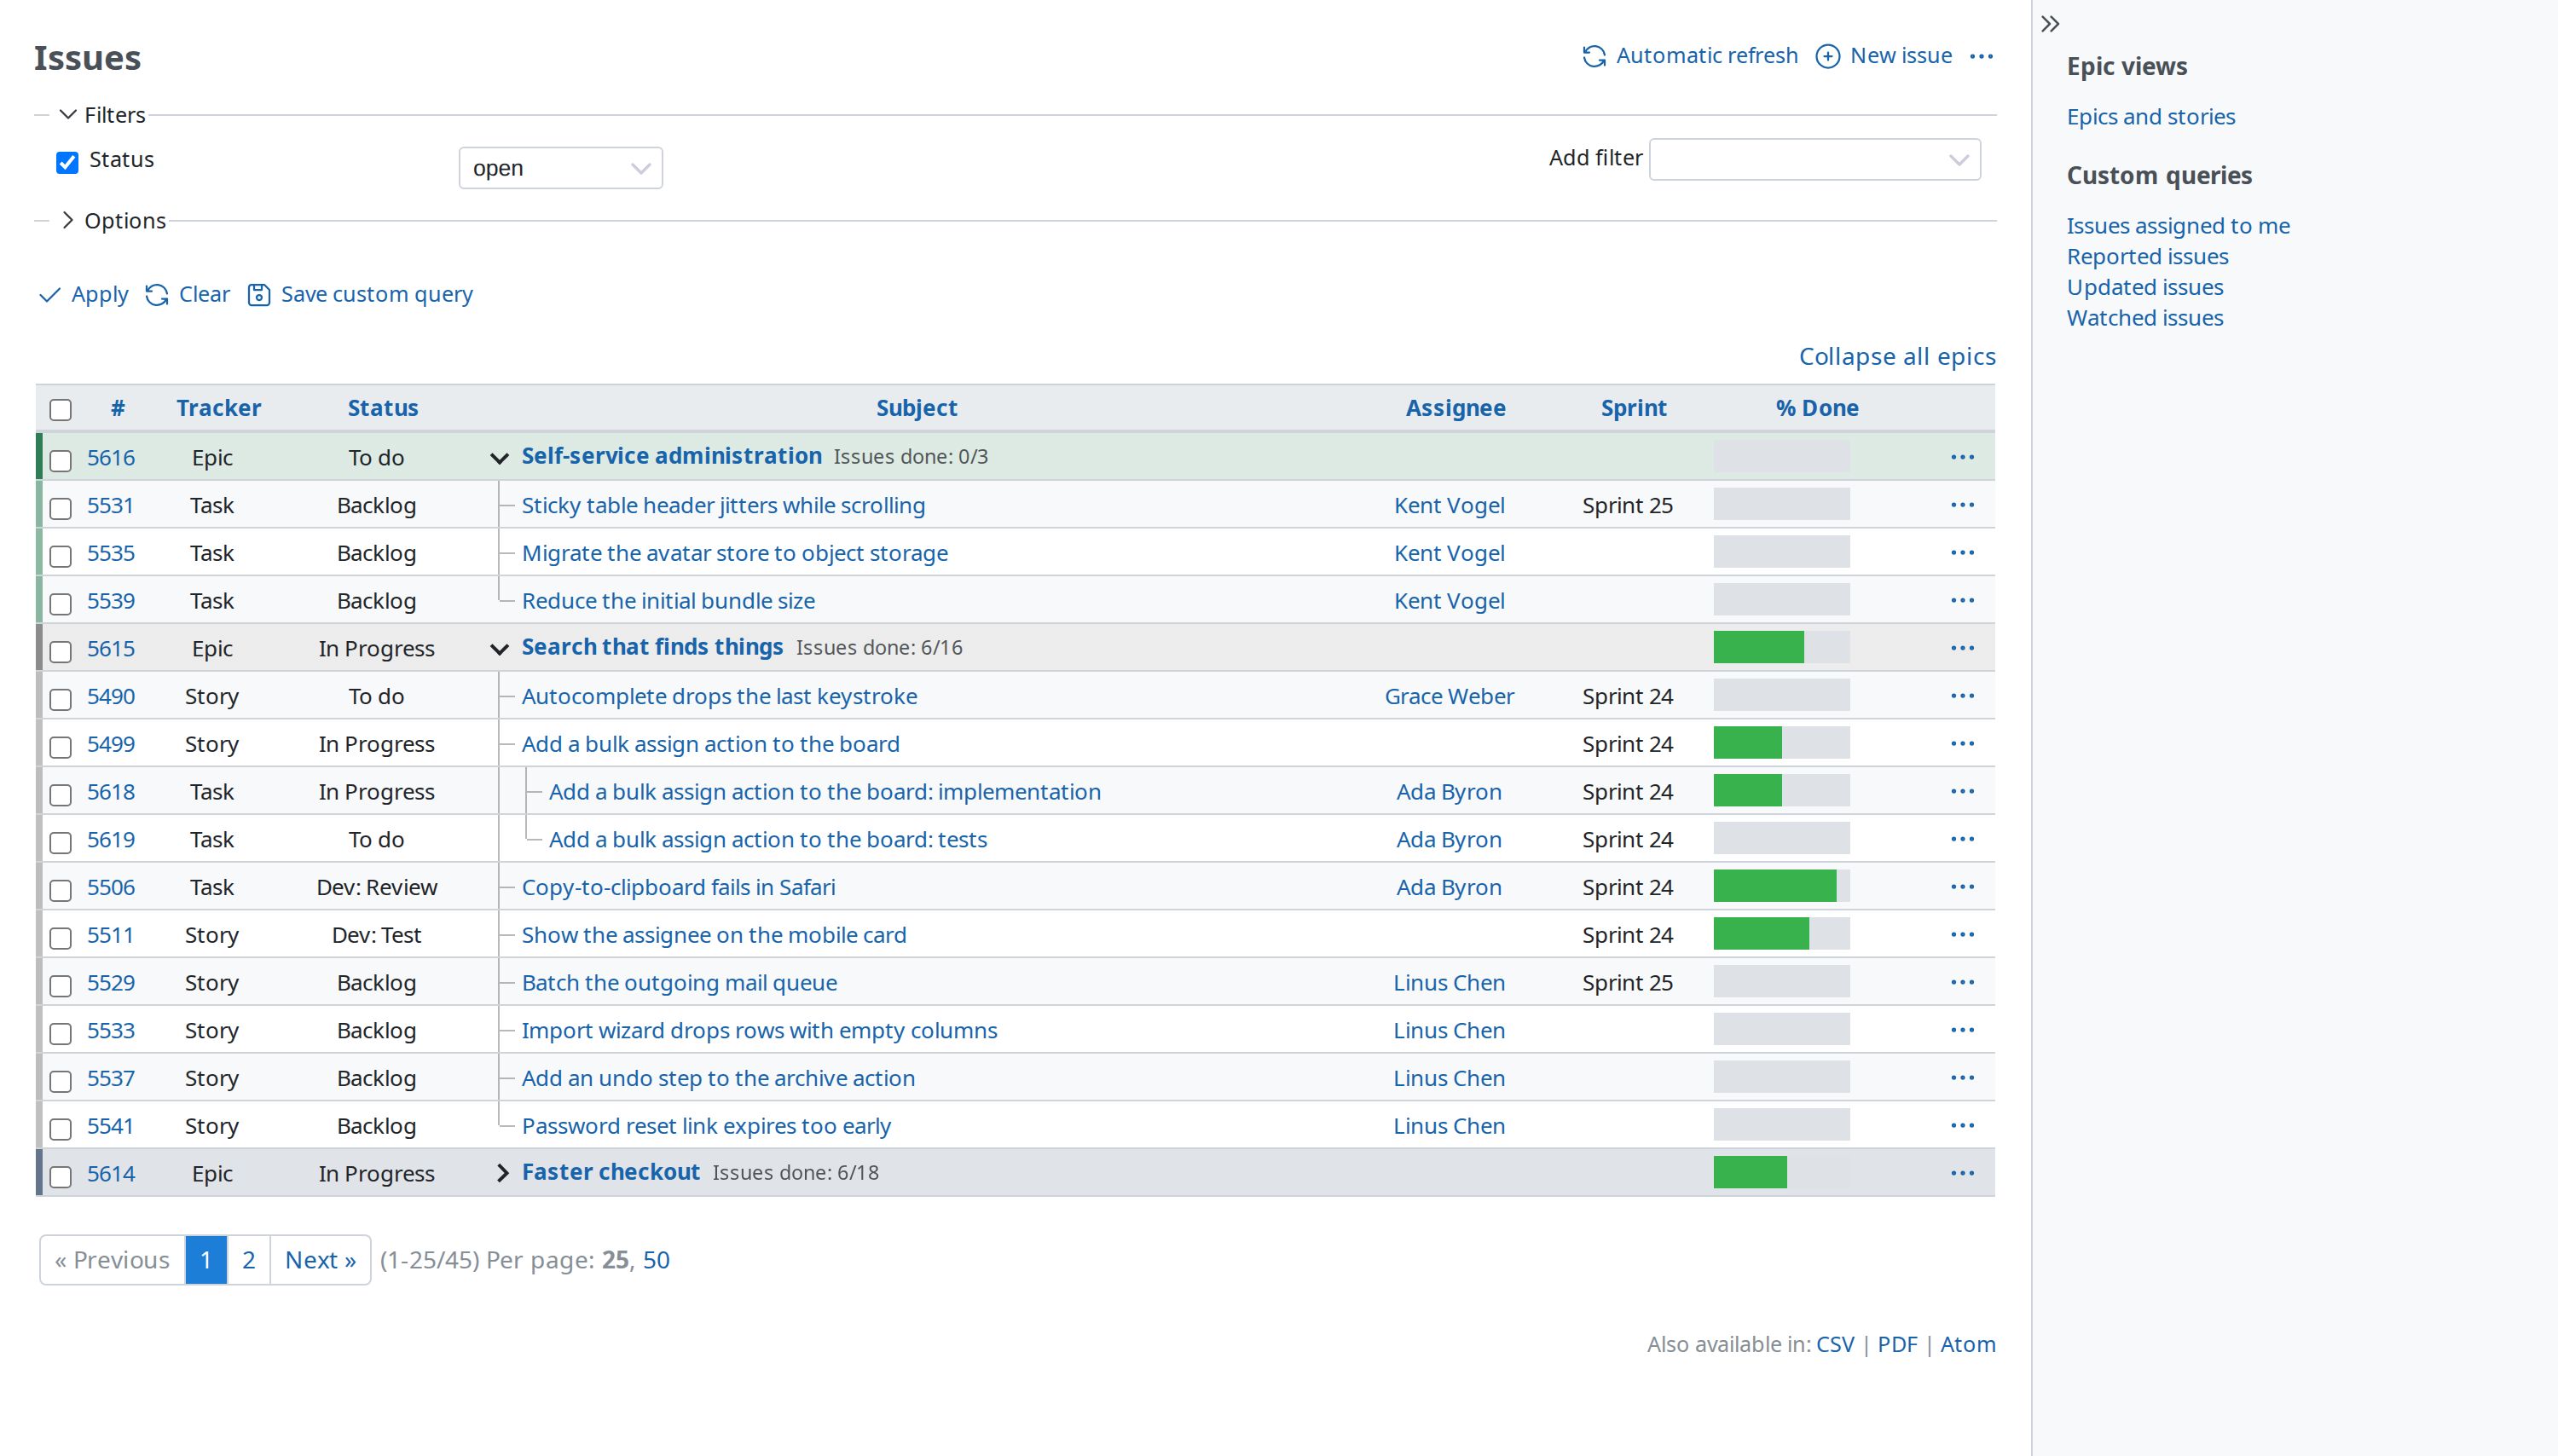 Issues
Automatic refresh New issue ...
Filters
Status open Add filter
Options
Apply Clear Save custom query
Collapse all epics
# Tracker Status Subject Assignee Sprint % Done
5616 Epic To do Self-service administration Issues done: 0/3 ...
5531 Task Backlog Sticky table header jitters while scrolling Kent Vogel Sprint 25 ...
5535 Task Backlog Migrate the avatar store to object storage Kent Vogel ...
5539 Task Backlog Reduce the initial bundle size Kent Vogel ...
5615 Epic In Progress Search that finds things Issues done: 6/16 ...
5490 Story To do Autocomplete drops the last keystroke Grace Weber Sprint 24 ...
5499 Story In Progress Add a bulk assign action to the board Sprint 24 ...
5618 Task In Progress Add a bulk assign action to the board: implementation Ada Byron Sprint 24 ...
5619 Task To do Add a bulk assign action to the board: tests Ada Byron Sprint 24 ...
5506 Task Dev: Review Copy-to-clipboard fails in Safari Ada Byron Sprint 24 ...
5511 Story Dev: Test Show the assignee on the mobile card Sprint 24 ...
5529 Story Backlog Batch the outgoing mail queue Linus Chen Sprint 25 ...
5533 Story Backlog Import wizard drops rows with empty columns Linus Chen ...
5537 Story Backlog Add an undo step to the archive action Linus Chen ...
5541 Story Backlog Password reset link expires too early Linus Chen ...
5614 Epic In Progress Faster checkout Issues done: 6/18 ...
« Previous 1 2 Next » (1-25/45) Per page: 25, 50
Also available in: CSV | PDF | Atom
Epic views
Epics and stories
Custom queries
Issues assigned to me
Reported issues
Updated issues
Watched issues